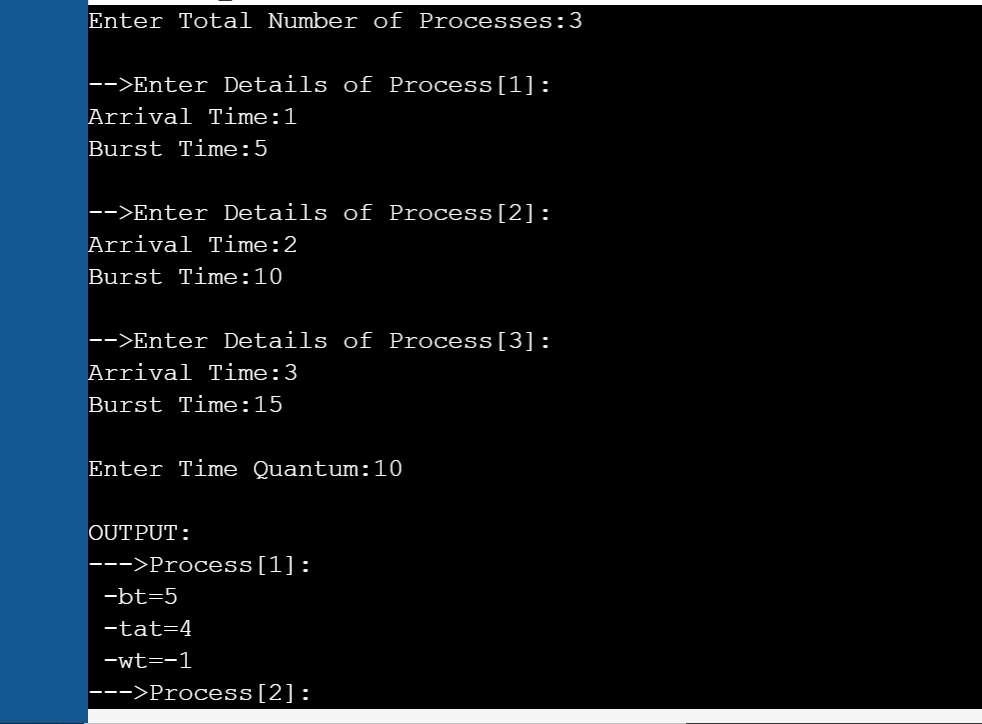 Enter Total Number of Processes:3
-->Enter Details of Process[1]:
Arrival Time:1
Burst Time:5
-->Enter Details of Process[2]:
Arrival Time:2
Burst Time:10
-->Enter Details of Process[3]:
Arrival Time:3
Burst Time:15
Enter Time Quantum:10
OUTPUT:
--->Process[1]:
-bt=5
-tat=4
-wt=-1
--->Process[2]: